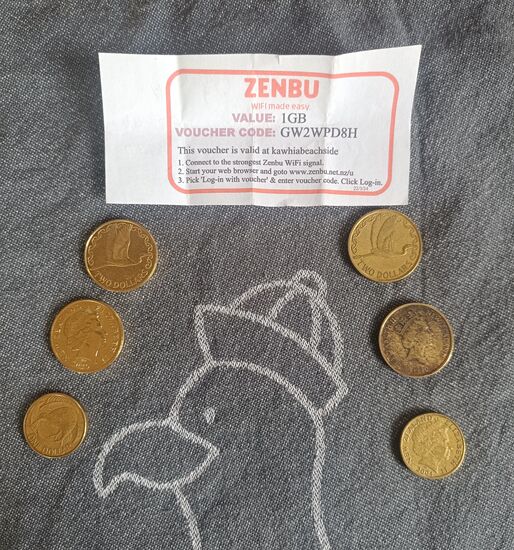 ZENBU
WiFi made easy
VALUE: 1GB
VOUCHER CODE: GW2WPD8H
This voucher is valid at kawhiabeachside
1. Connect to the strongest Zenbu WiFi signal.
2. Start your web browser and goto www.zenbu.net.nz/u
3. Pick 'Log-in with voucher' & enter voucher code. Click Log-in.
TWO DOLLARS
TWO DOLLARS